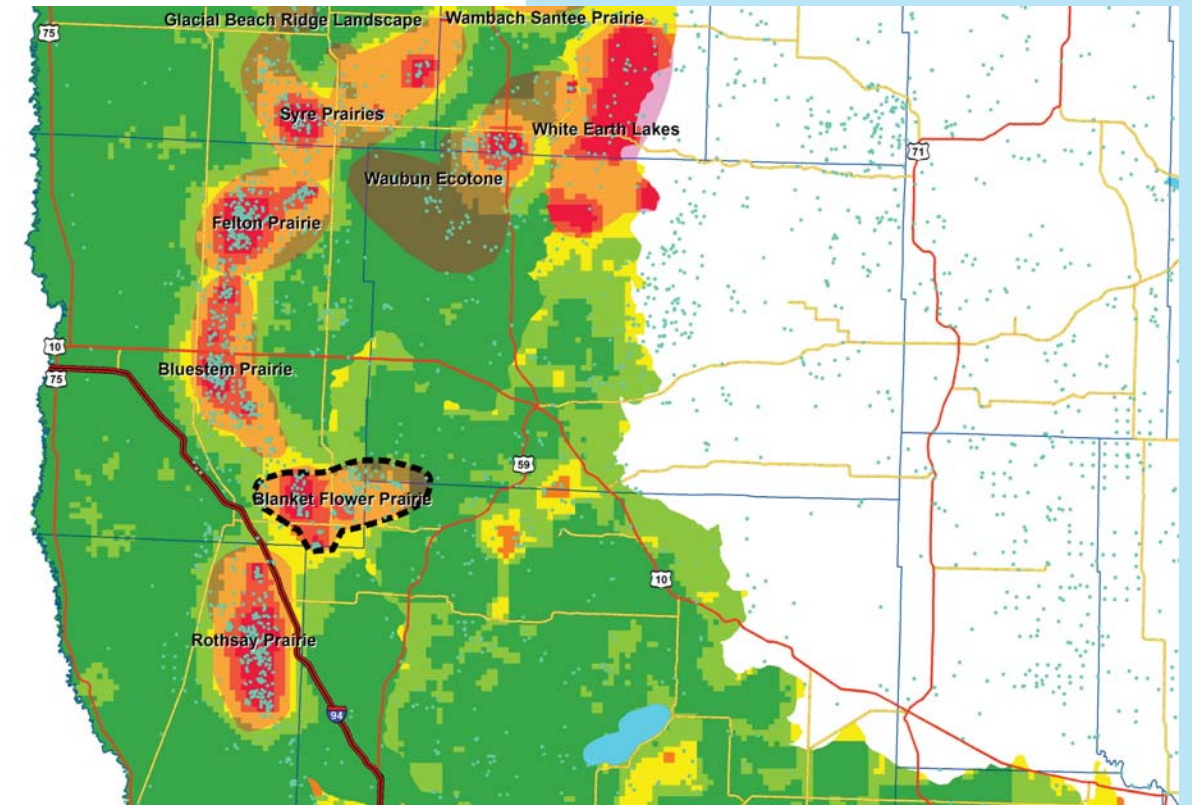 Glacial Beach Ridge Landscape
Wambach Santee Prairie
75
Syre Prairies
White Earth Lakes
71
Waubun Ecotone
Felton Prairie
10
75
Bluestem Prairie
59
Blanket Flower Prairie
10
Rothsay Prairie
94